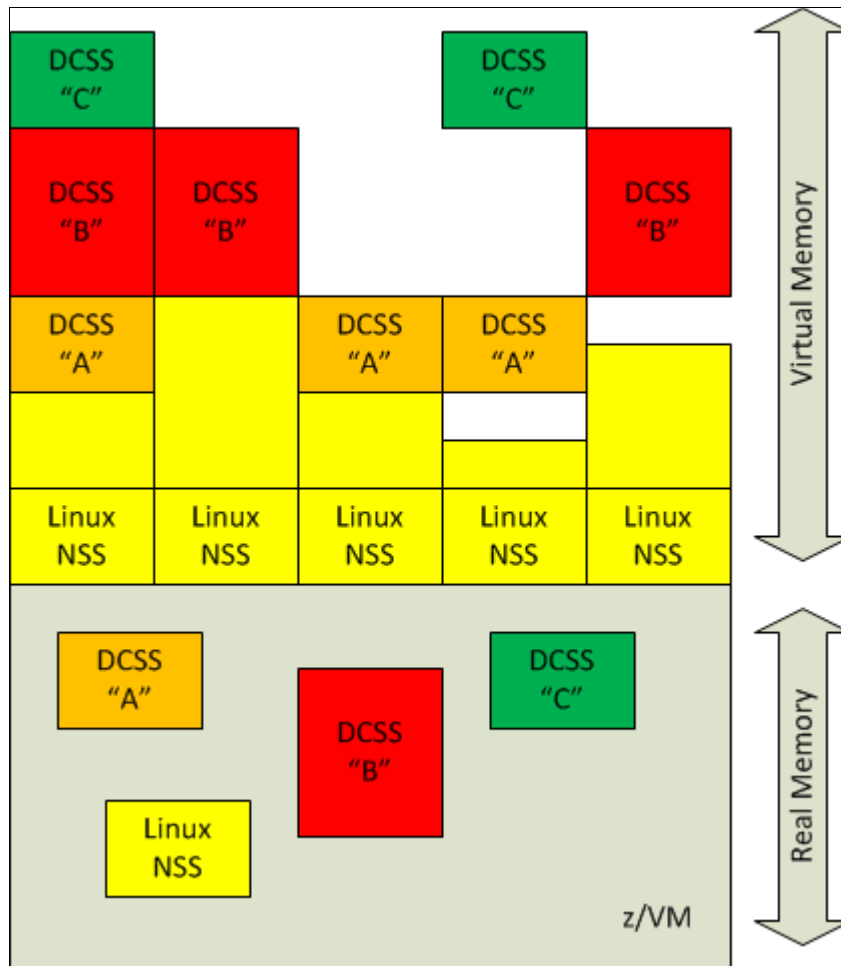 DCSS
“C”
DCSS
“C”
DCSS
“B”
DCSS
“B”
DCSS
“B”
DCSS
“A”
DCSS
“A”
DCSS
“A”
Linux
NSS
Linux
NSS
Linux
NSS
Linux
NSS
Linux
NSS
Virtual Memory
DCSS
“A”
DCSS
“C”
DCSS
“B”
Linux
NSS
z/VM
Real Memory